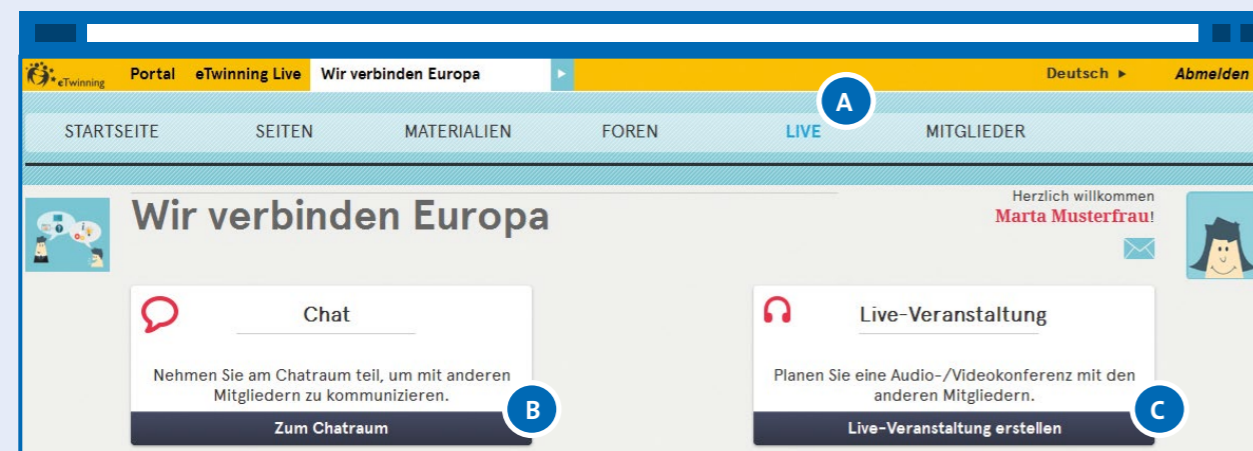 eTwinning Portal eTwinning Live Wir verbinden Europa Deutsch Abmelden
A
STARTSEITE SEITEN MATERIALIEN FOREN LIVE MITGLIEDER
Wir verbinden Europa
Herzlich willkommen
Marta Musterfrau!
Chat
Nehmen Sie am Chatraum teil, um mit anderen
Mitgliedern zu kommunizieren.
B
Zum Chatraum
Live-Veranstaltung
Planen Sie eine Audio-/Videokonferenz mit den
anderen Mitgliedern.
C
Live-Veranstaltung erstellen